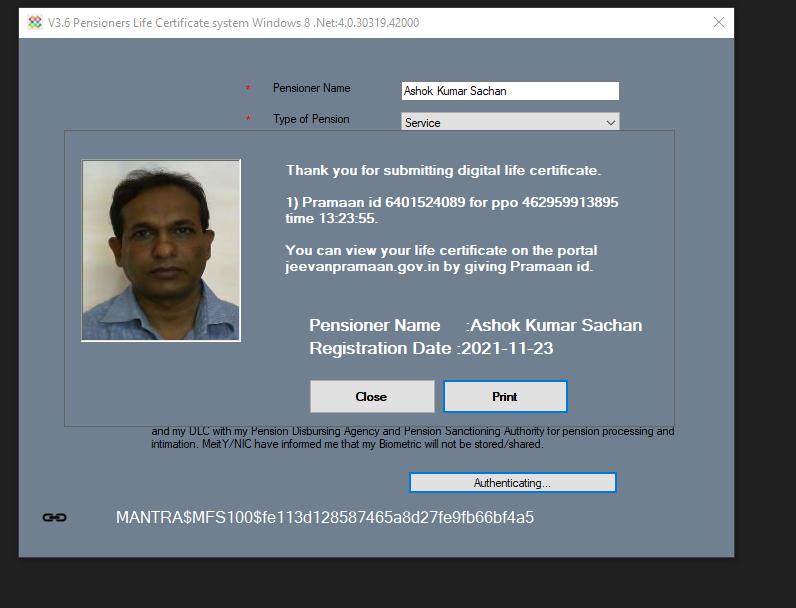 V3.6 Pensioners Life Certificate system Windows 8 .Net:4.0.30319.42000
* Pensioner Name Ashok Kumar Sachan
* Type of Pension Service
Thank you for submitting digital life certificate.
1) Pramaan id 6401524089 for ppo 462959913895
time 13:23:55.
You can view your life certificate on the portal
jeevanpramaan.gov.in by giving Pramaan id.
Pensioner Name :Ashok Kumar Sachan
Registration Date :2021-11-23
Close Print
and my DLC with my Pension Disbursing Agency and Pension Sanctioning Authority for pension processing and
intimation. MeitY/NIC have informed me that my Biometric will not be stored/shared.
Authenticating...
MANTRA$MFS100$fe113d128587465a8d27fe9fb66bf4a5